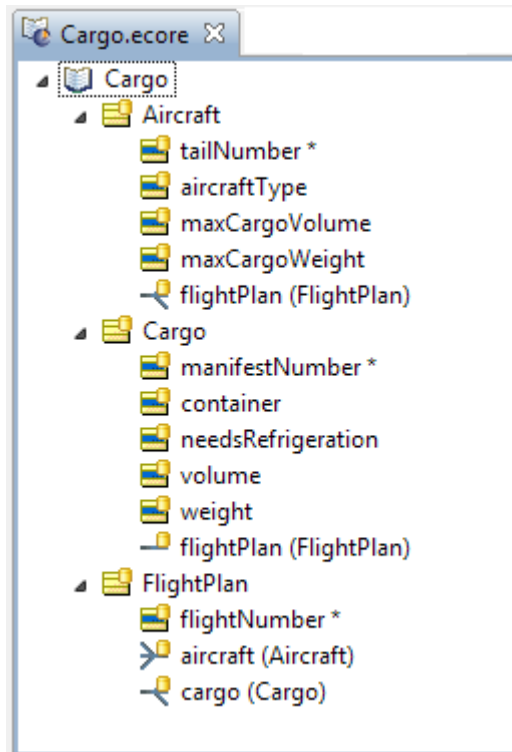 Cargo.ecore
Cargo
Aircraft
tailNumber *
aircraftType
maxCargoVolume
maxCargoWeight
flightPlan (FlightPlan)
Cargo
manifestNumber *
container
needsRefrigeration
volume
weight
flightPlan (FlightPlan)
FlightPlan
flightNumber *
aircraft (Aircraft)
cargo (Cargo)